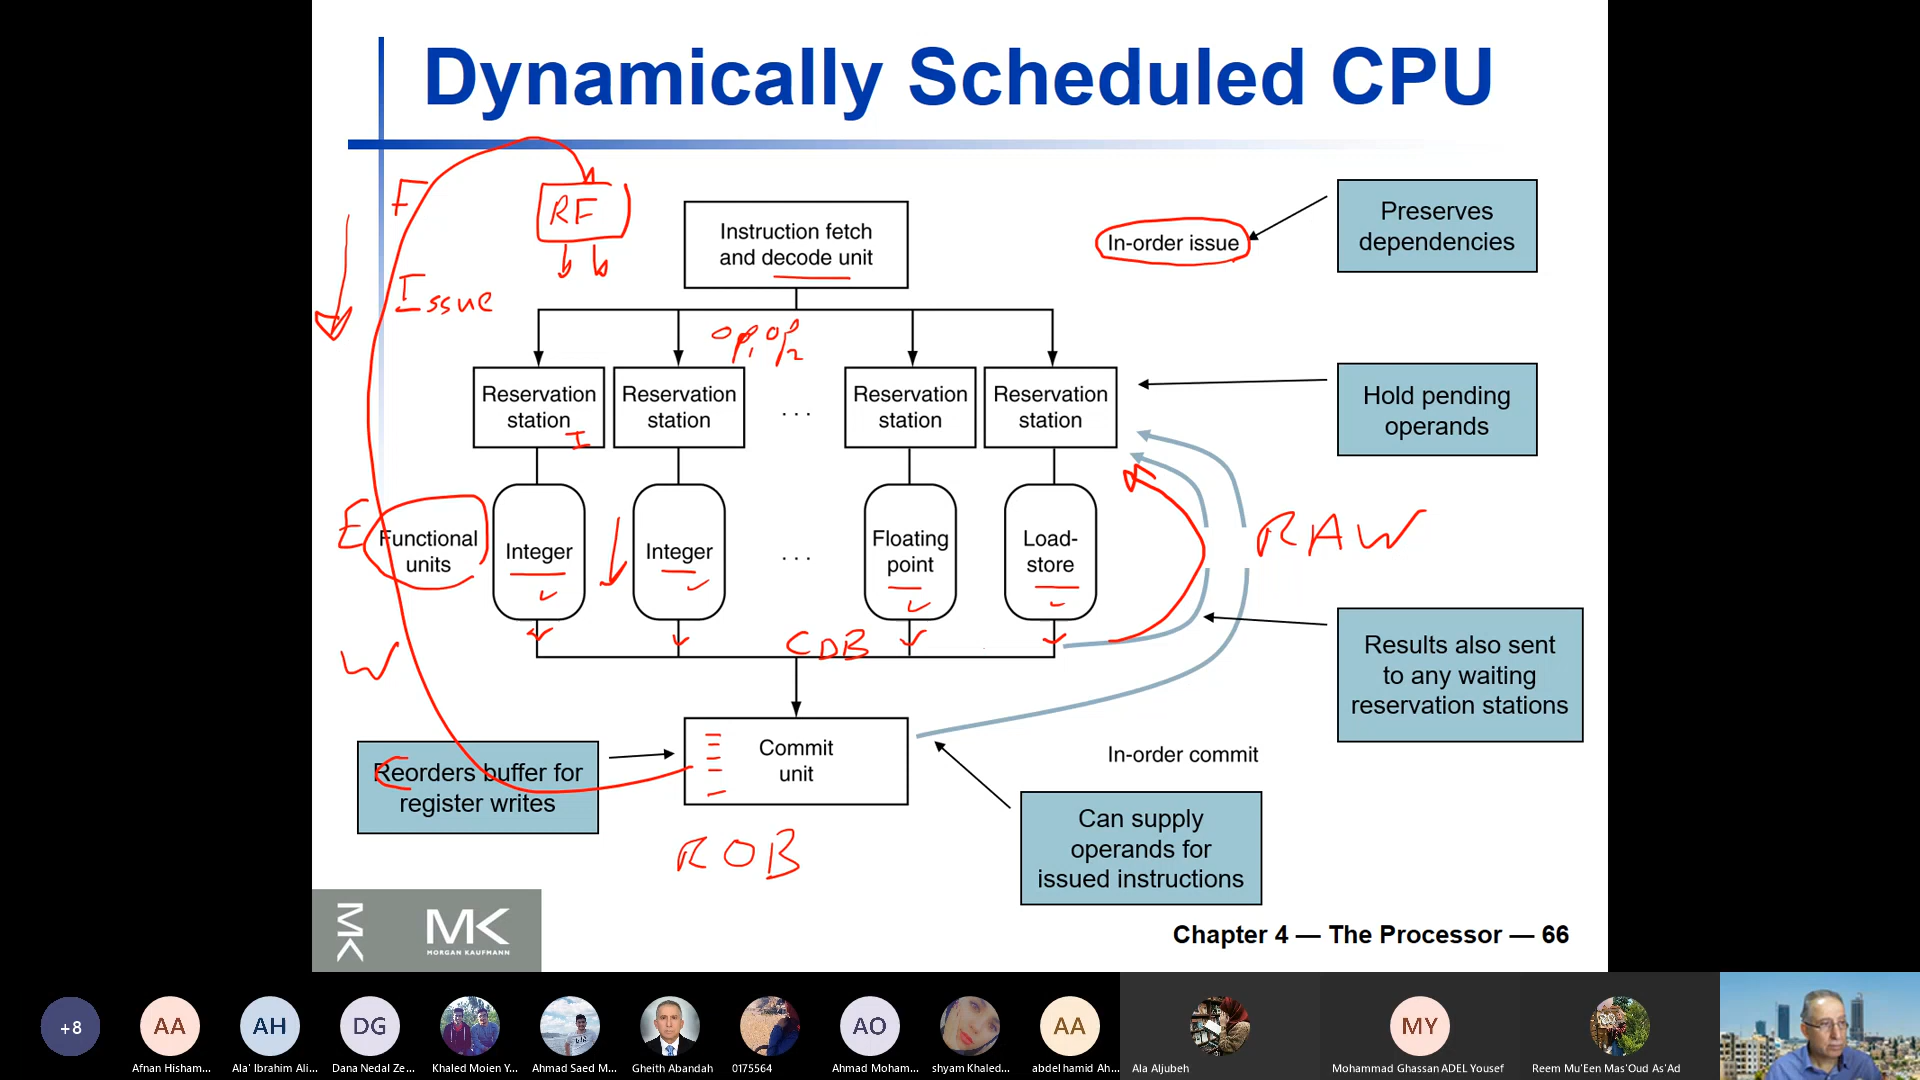 Dynamically Scheduled CPU
F
RF
Instruction fetch
and decode unit
In-order issue
Preserves
dependencies
Issue
OP1 OP2
Reservation
station
I
Reservation
station
. . .
Reservation
station
Reservation
station
Hold pending
operands
E
Functional
units
Integer
Integer
. . .
Floating
point
Load-
store
RAW
W
CDB
Results also sent
to any waiting
reservation stations
Reorders buffer for
register writes
Commit
unit
In-order commit
ROB
Can supply
operands for
issued instructions
MK
MK
MORGAN KAUFMANN
Chapter 4 — The Processor — 66
+8
AA
AH
DG
AO
AA
MY
Afnan Hisham...
Ala' Ibrahim Ali...
Dana Nedal Ze...
Khaled Moien Y...
Ahmad Saed M...
Gheith Abandah
0175564
Ahmad Moham...
shyam Khaled...
abdel hamid Ah...
Ala Aljubeh
Mohammad Ghassan ADEL Yousef
Reem Mu'Een Mas'Oud As'Ad